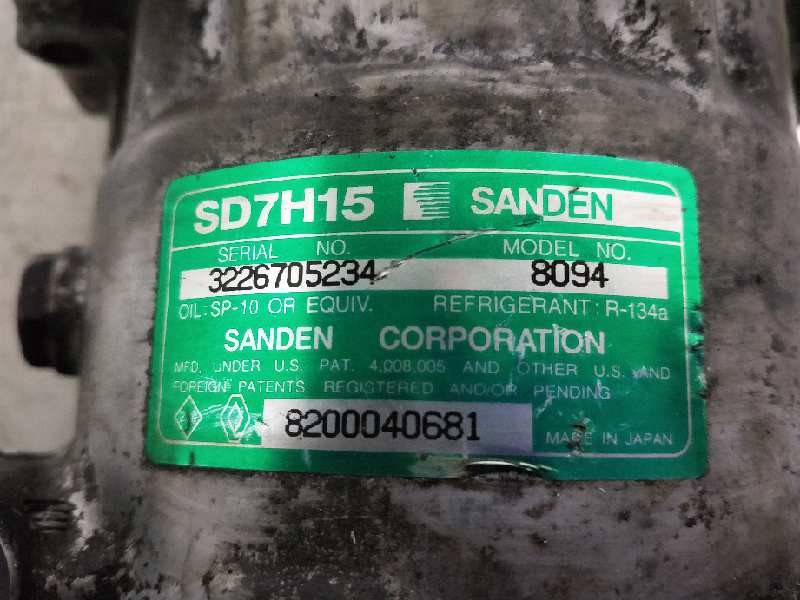 SD7H15 SANDEN
SERIAL NO. MODEL NO.
3226705234 8094
OIL:SP-10 OR EQUIV. REFRIGERANT:R-134a
SANDEN CORPORATION
MFD. UNDER U.S. PAT. 4,008,005 AND OTHER U.S. AND
FOREIGN PATENTS REGISTERED AND/OR PENDING
8200040681 MADE IN JAPAN